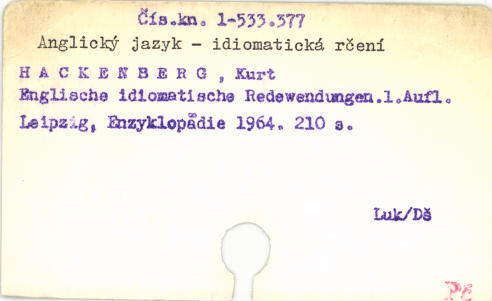 Čís.kn. 1-533.377
Anglický jazyk - idiomatická rčení
H A C K E N B E R G , Kurt
Englische idiomatische Redewendungen.1.Aufl.
Leipzig, Enzyklopädie 1964. 210 s.
Luk/Dš